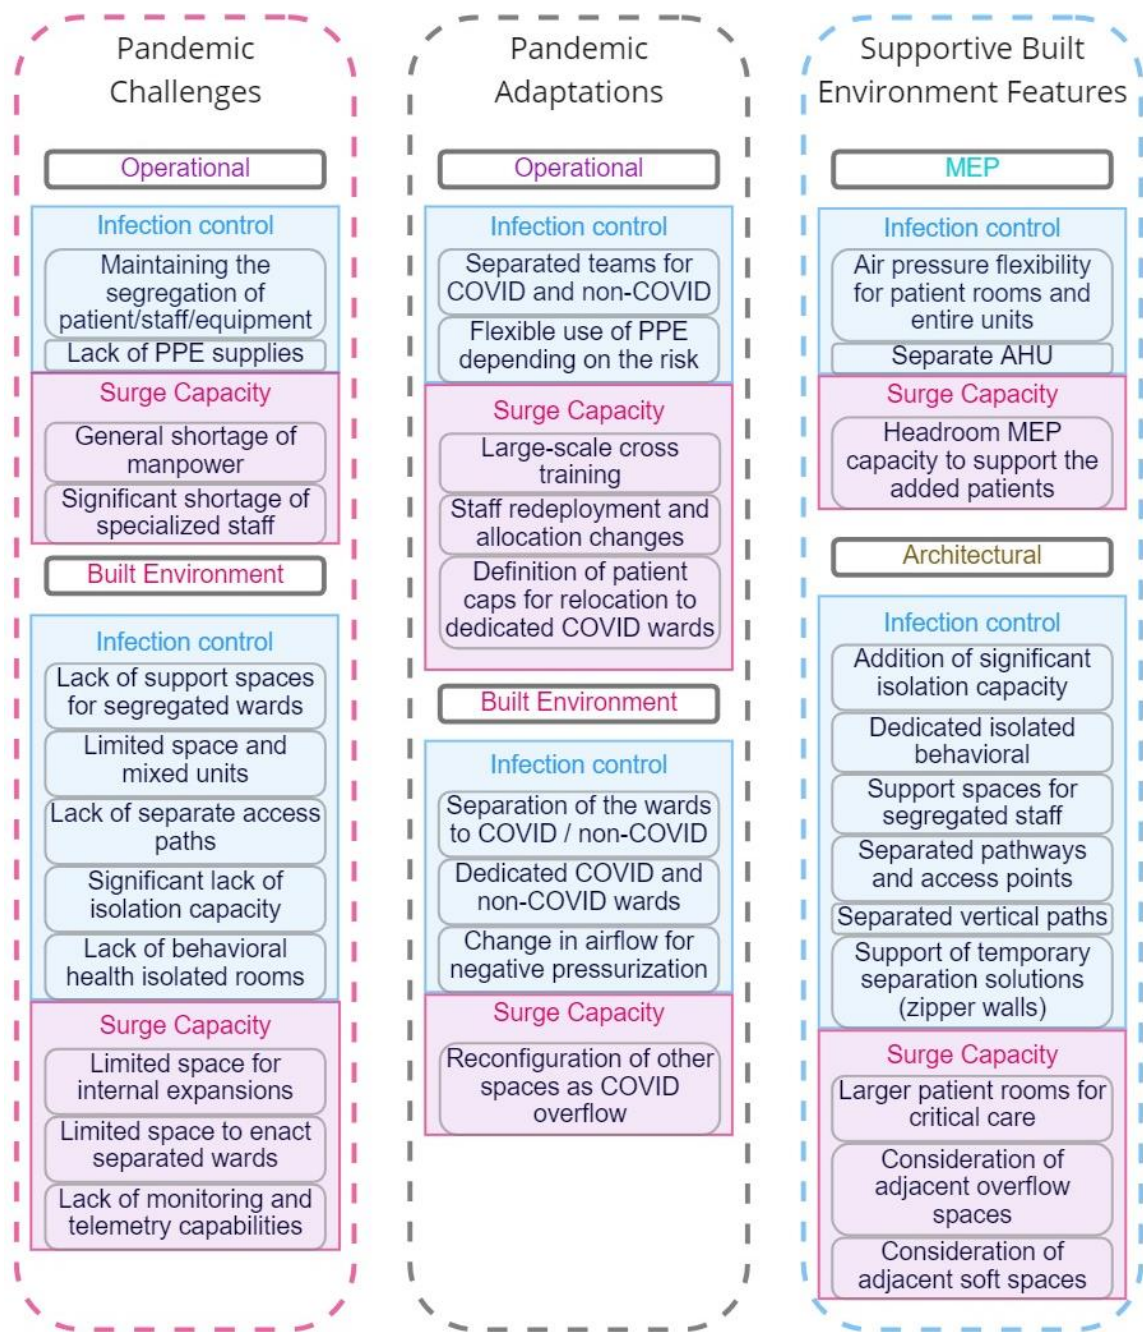 Pandemic
Challenges
Operational
Infection control
Maintaining the
segregation of
patient/staff/equipment
Lack of PPE supplies
Surge Capacity
General shortage of
manpower
Significant shortage of
specialized staff
Built Environment
Infection control
Lack of support spaces
for segregated wards
Limited space and
mixed units
Lack of separate access
paths
Significant lack of
isolation capacity
Lack of behavioral
health isolated rooms
Surge Capacity
Limited space for
internal expansions
Limited space to enact
separated wards
Lack of monitoring and
telemetry capabilities
Pandemic
Adaptations
Operational
Infection control
Separated teams for
COVID and non-COVID
Flexible use of PPE
depending on the risk
Surge Capacity
Large-scale cross
training
Staff redeployment and
allocation changes
Definition of patient
caps for relocation to
dedicated COVID wards
Built Environment
Infection control
Separation of the wards
to COVID / non-COVID
Dedicated COVID and
non-COVID wards
Change in airflow for
negative pressurization
Surge Capacity
Reconfiguration of other
spaces as COVID
overflow
Supportive Built
Environment Features
MEP
Infection control
Air pressure flexibility
for patient rooms and
entire units
Separate AHU
Surge Capacity
Headroom MEP
capacity to support the
added patients
Architectural
Infection control
Addition of significant
isolation capacity
Dedicated isolated
behavioral
Support spaces for
segregated staff
Separated pathways
and access points
Separated vertical paths
Support of temporary
separation solutions
(zipper walls)
Surge Capacity
Larger patient rooms for
critical care
Consideration of
adjacent overflow
spaces
Consideration of
adjacent soft spaces